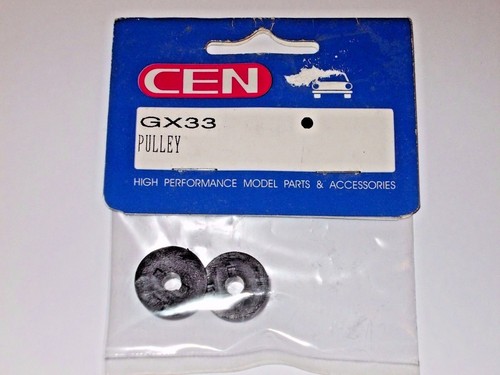 CEN
GX33
PULLEY
HIGH PERFORMANCE MODEL PARTS & ACCESSORIES